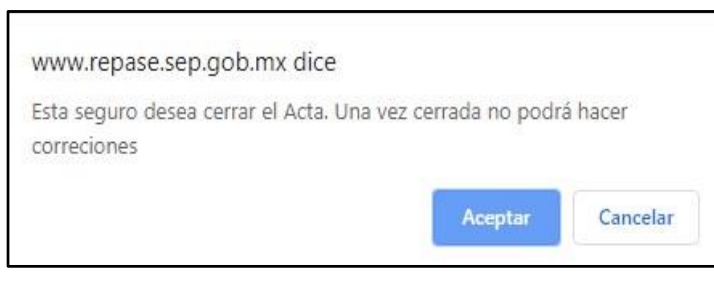 www.repase.sep.gob.mx dice
Esta seguro desea cerrar el Acta. Una vez cerrada no podrá hacer
correciones
Aceptar Cancelar